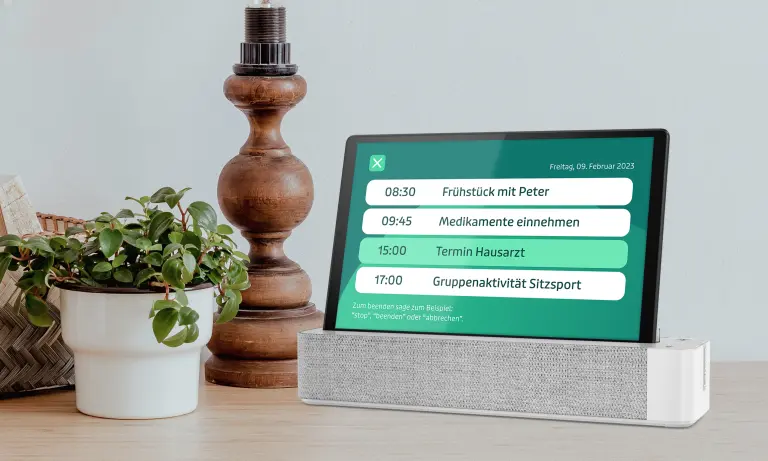 Freitag, 09. Februar 2023
08:30 Frühstück mit Peter
09:45 Medikamente einnehmen
15:00 Termin Hausarzt
17:00 Gruppenaktivität Sitzsport
Zum beenden sage zum Beispiel:
"stop", "beenden" oder "abbrechen".